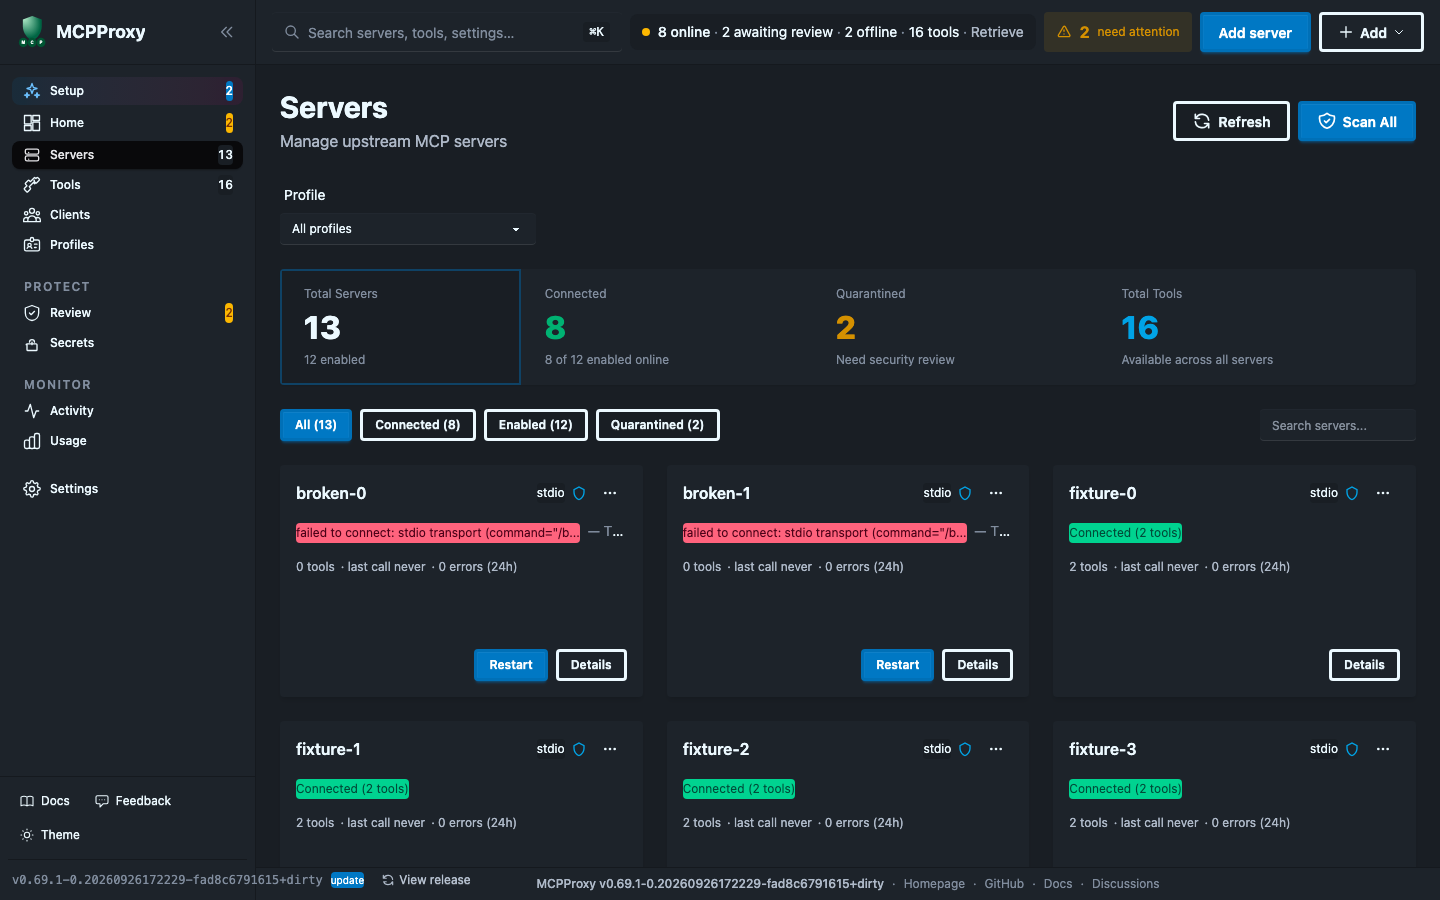 MCPProxy
Search servers, tools, settings...
⌘K
8 online · 2 awaiting review · 2 offline · 16 tools · Retrieve
2 need attention
Add server
Add
Setup 2
Home 2
Servers 13
Tools 16
Clients
Profiles
PROTECT
Review 2
Secrets
MONITOR
Activity
Usage
Settings
Docs
Feedback
Theme
v0.69.1-0.20260926172229-fad8c6791615+dirty update
View release
Servers
Manage upstream MCP servers
Refresh
Scan All
Profile
All profiles
Total Servers
13
12 enabled
Connected
8
8 of 12 enabled online
Quarantined
2
Need security review
Total Tools
16
Available across all servers
All (13)
Connected (8)
Enabled (12)
Quarantined (2)
Search servers...
broken-0
stdio
failed to connect: stdio transport (command="/b... — T...
0 tools · last call never · 0 errors (24h)
Restart
Details
broken-1
stdio
failed to connect: stdio transport (command="/b... — T...
0 tools · last call never · 0 errors (24h)
Restart
Details
fixture-0
stdio
Connected (2 tools)
2 tools · last call never · 0 errors (24h)
Details
fixture-1
stdio
Connected (2 tools)
2 tools · last call never · 0 errors (24h)
fixture-2
stdio
Connected (2 tools)
2 tools · last call never · 0 errors (24h)
fixture-3
stdio
Connected (2 tools)
2 tools · last call never · 0 errors (24h)
MCPProxy v0.69.1-0.20260926172229-fad8c6791615+dirty · Homepage · GitHub · Docs · Discussions